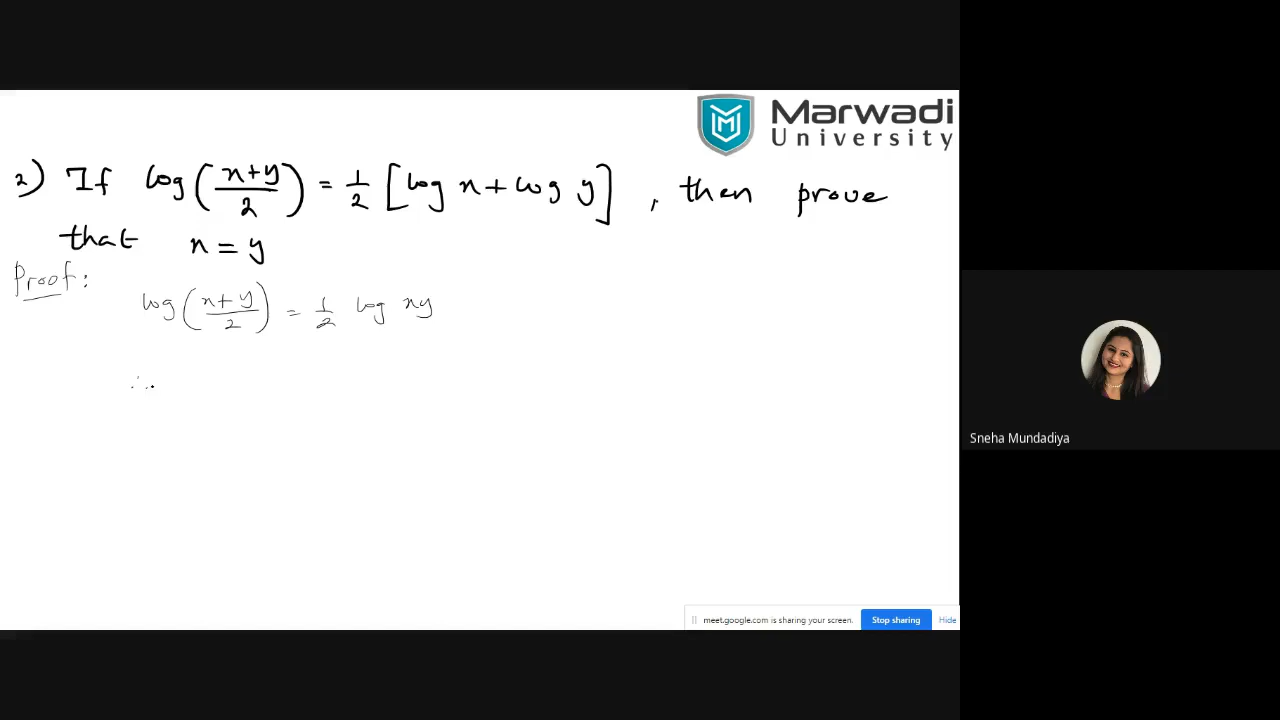 Marwadi
University
2) If log(x+y/2) = 1/2 [log x + log y], then prove
that x = y
Proof:
log(x+y/2) = 1/2 log xy
∴
Sneha Mundadiya
meet.google.com is sharing your screen. Stop sharing Hide